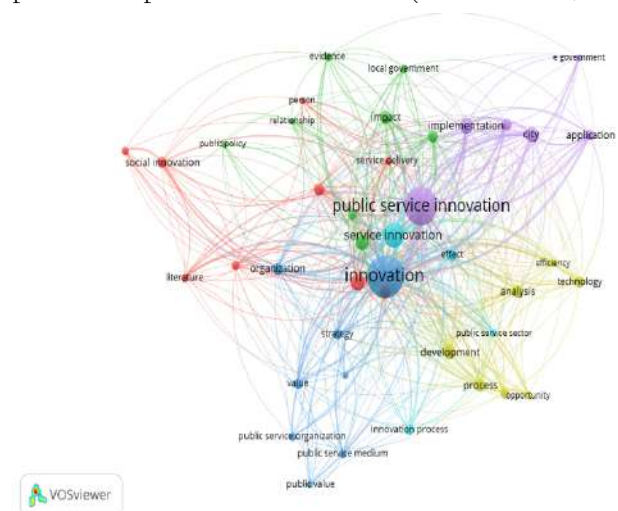 evidence
e government
local government
person
impact
relationship
implementation
city
application
public policy
social innovation
service delivery
public service innovation
service innovation
effect
organization
innovation
literature
efficiency
technology
analysis
strategy
public service sector
development
value
process
opportunity
innovation process
public service organization
public service medium
public value
VOSviewer